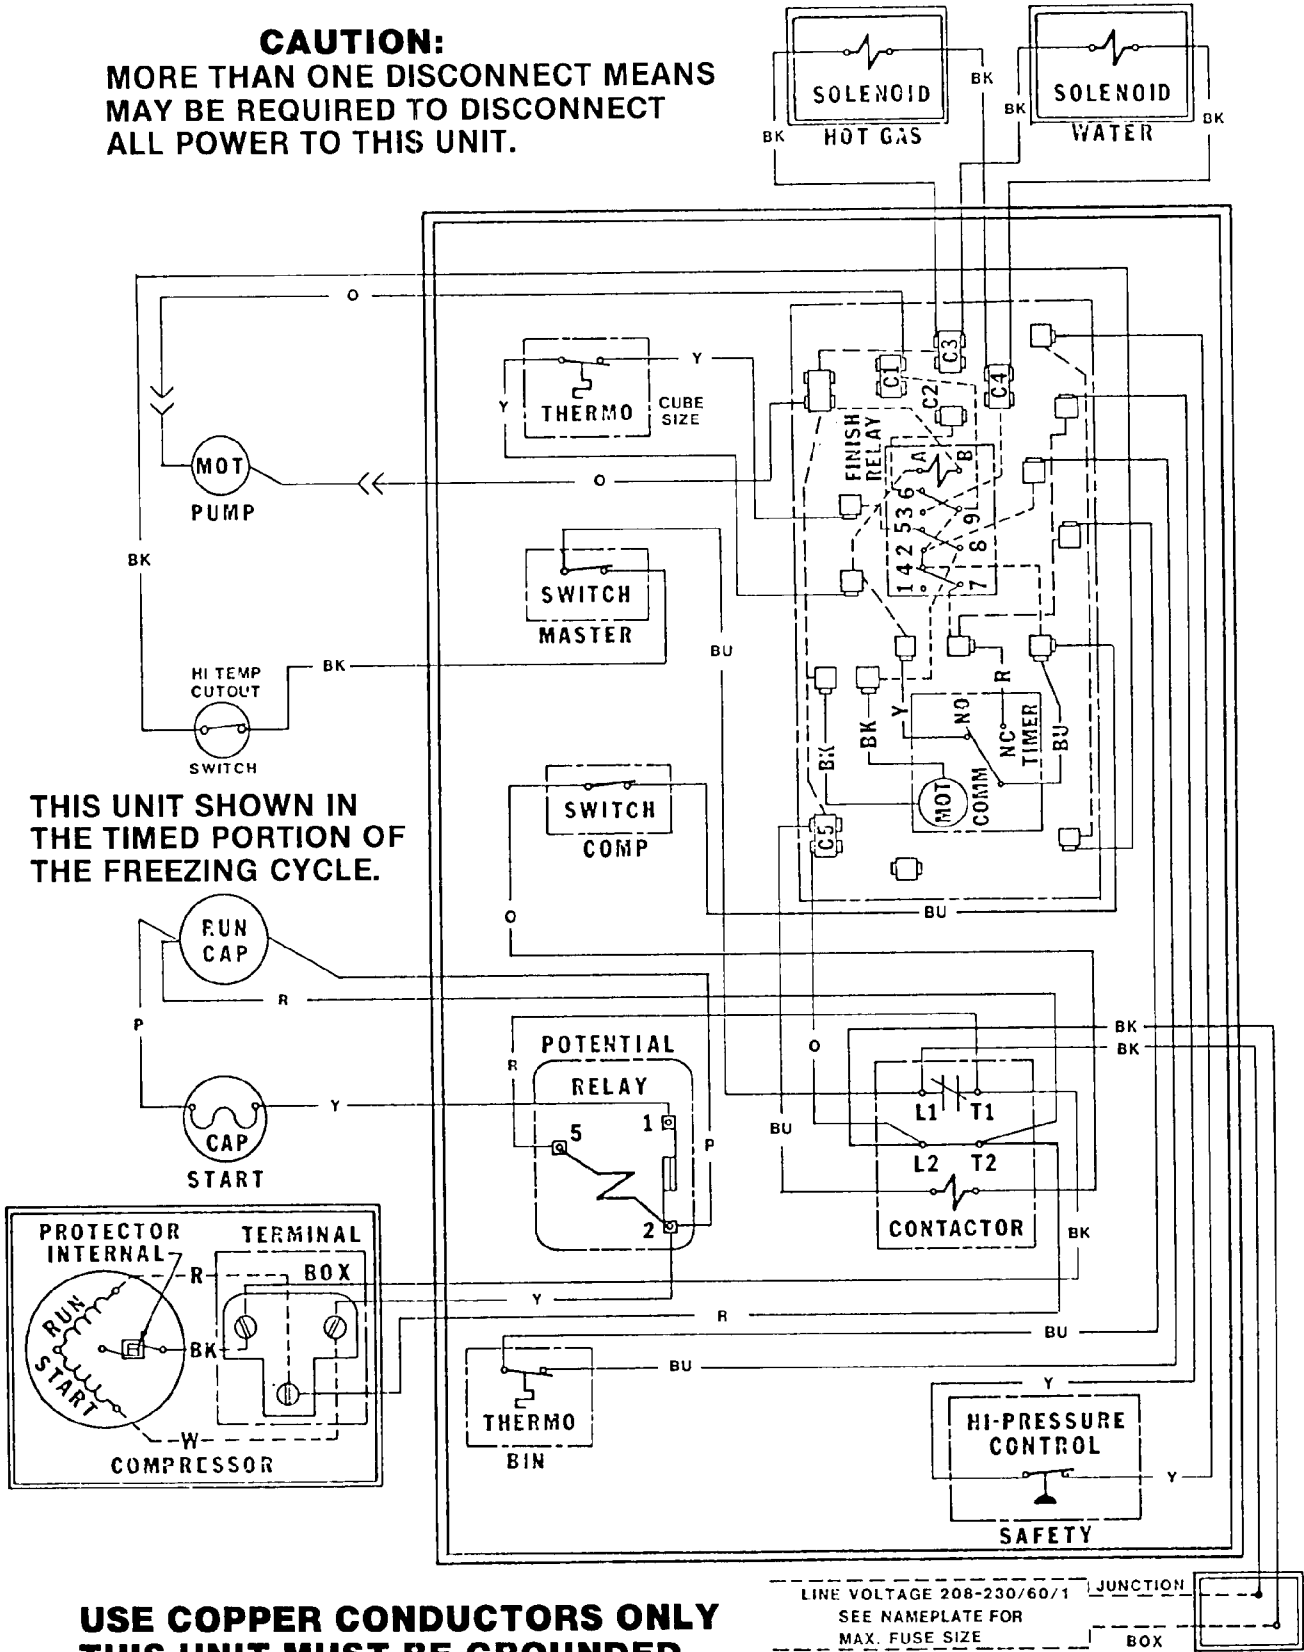 CAUTION:
MORE THAN ONE DISCONNECT MEANS
MAY BE REQUIRED TO DISCONNECT
ALL POWER TO THIS UNIT.
SOLENOID
HOT GAS
SOLENOID
WATER
BK
BK
BK
BK
O
THERMO
CUBE
SIZE
Y
Y
C1
C2
C3
C4
FINISH
RELAY
A
B
6
3
5
2
4
1
9
8
7
MOT
PUMP
O
BK
SWITCH
MASTER
BU
HI TEMP
CUTOUT
BK
SWITCH
NO
NC
TIMER
COMM
MOT
R
Y
BK
BK
BU
C5
SWITCH
COMP
THIS UNIT SHOWN IN
THE TIMED PORTION OF
THE FREEZING CYCLE.
O
BU
RUN
CAP
R
P
BK
BK
O
POTENTIAL
RELAY
R
1
5
2
P
Y
CAP
START
BU
L1
T1
L2
T2
CONTACTOR
BK
PROTECTOR
INTERNAL
TERMINAL
BOX
R
RUN
START
BK
W
COMPRESSOR
Y
R
BU
BU
THERMO
BIN
Y
HI-PRESSURE
CONTROL
Y
SAFETY
LINE VOLTAGE 208-230/60/1
SEE NAMEPLATE FOR
MAX. FUSE SIZE
JUNCTION
BOX
USE COPPER CONDUCTORS ONLY
THIS UNIT MUST BE GROUNDED